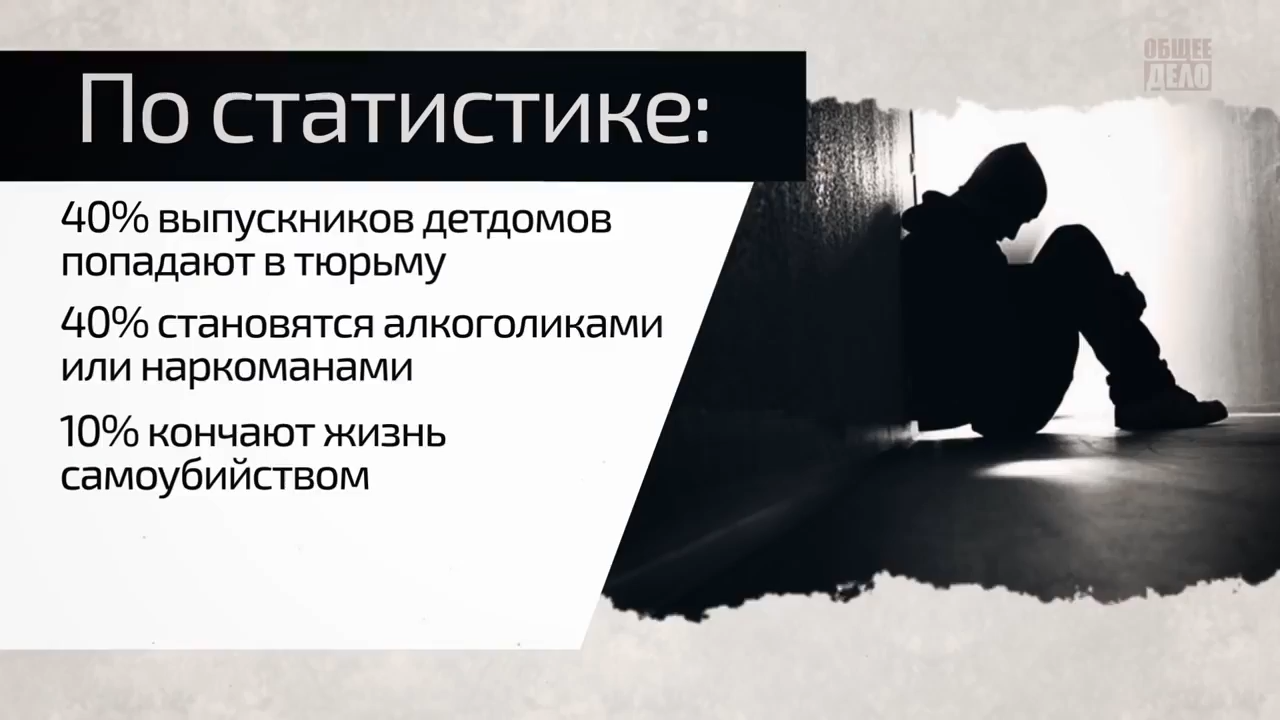 ОБЩЕЕ
ДЕЛО
По статистике:
40% выпускников детдомов
попадают в тюрьму
40% становятся алкоголиками
или наркоманами
10% кончают жизнь
самоубийством